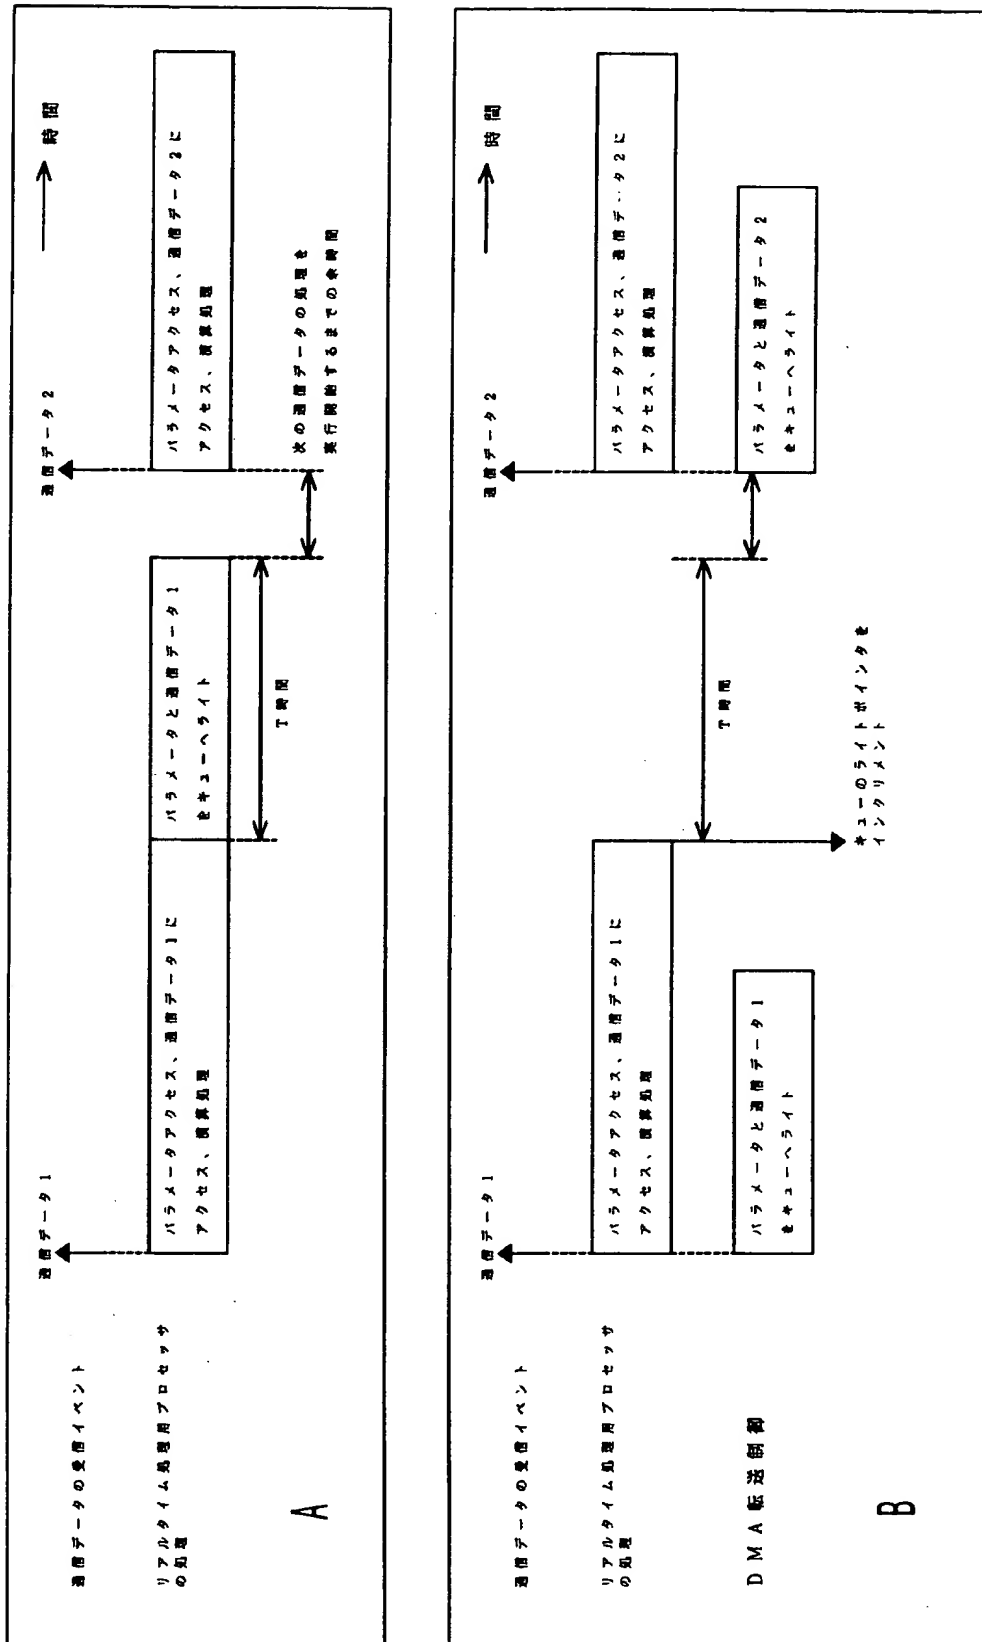 通信データの受信イベント
通信データ1
通信データ2
時間
リアルタイム処理用プロセッサ
の処理
パラメータアクセス、通信データ1に
アクセス、演算処理
パラメータと通信データ1
をキューへライト
パラメータアクセス、通信データ2に
アクセス、演算処理
T時間
次の通信データの処理を
実行開始するまでの余時間
A
通信データの受信イベント
通信データ1
通信データ2
時間
リアルタイム処理用プロセッサ
の処理
パラメータアクセス、通信データ1に
アクセス、演算処理
パラメータアクセス、通信データ2に
アクセス、演算処理
T時間
DMA転送制御
パラメータと通信データ1
をキューへライト
パラメータと通信データ2
をキューへライト
キューのライトポインタを
インクリメント
B